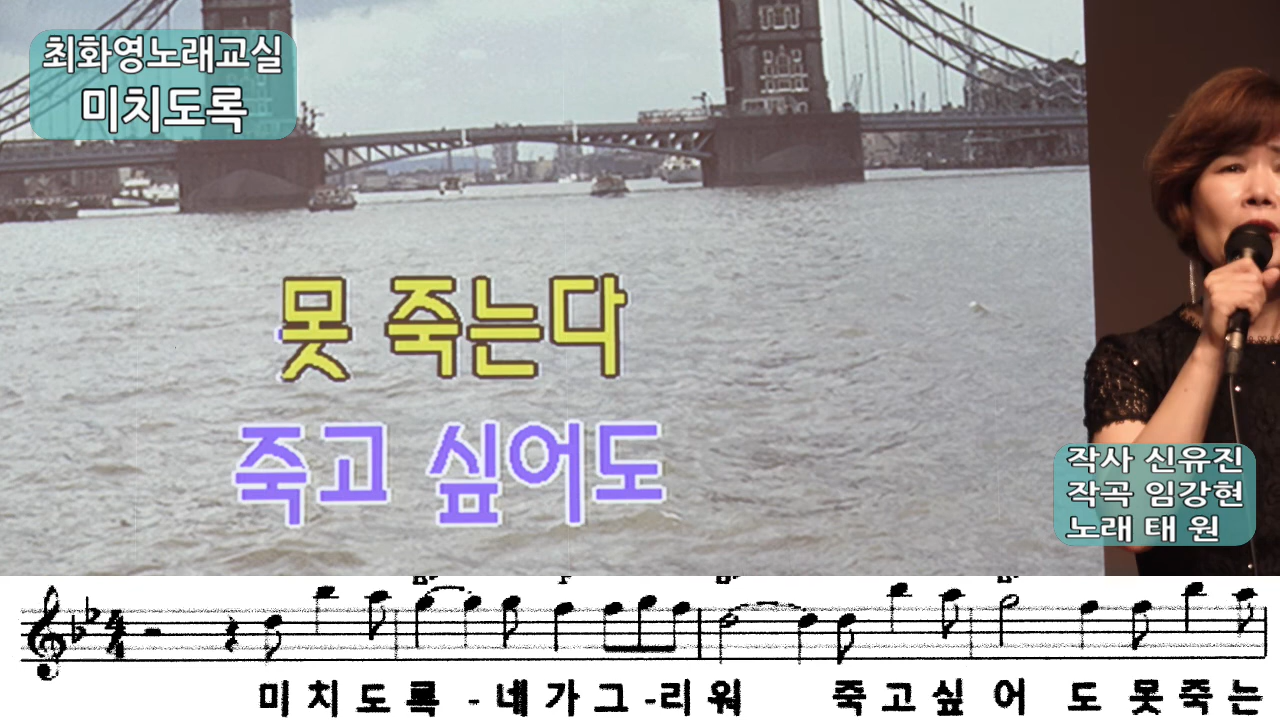 최화영노래교실
미치도록
못 죽는다
죽고 싶어도
작사 신유진
작곡 임강현
노래 태 원
미 치 도 록 - 네 가 그 -리 워 죽 고 싶 어 도 못 죽 는